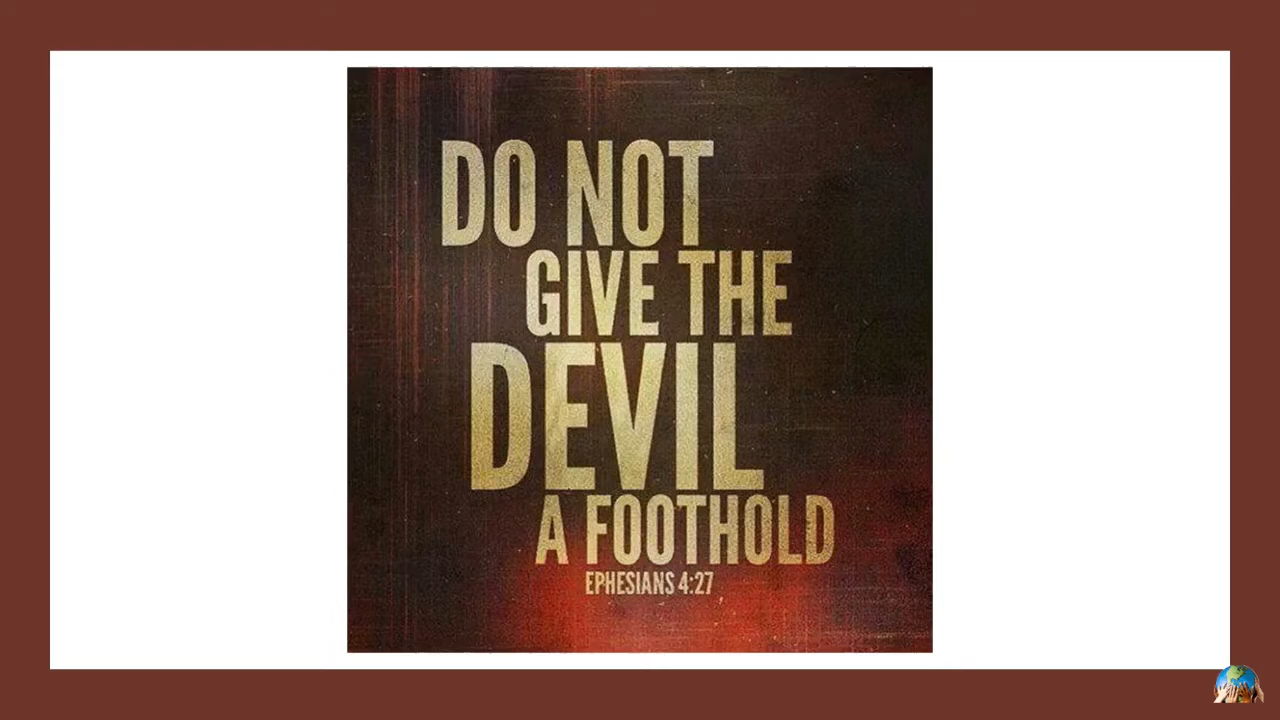 DO NOT
GIVE THE
DEVIL
A FOOTHOLD
EPHESIANS 4:27